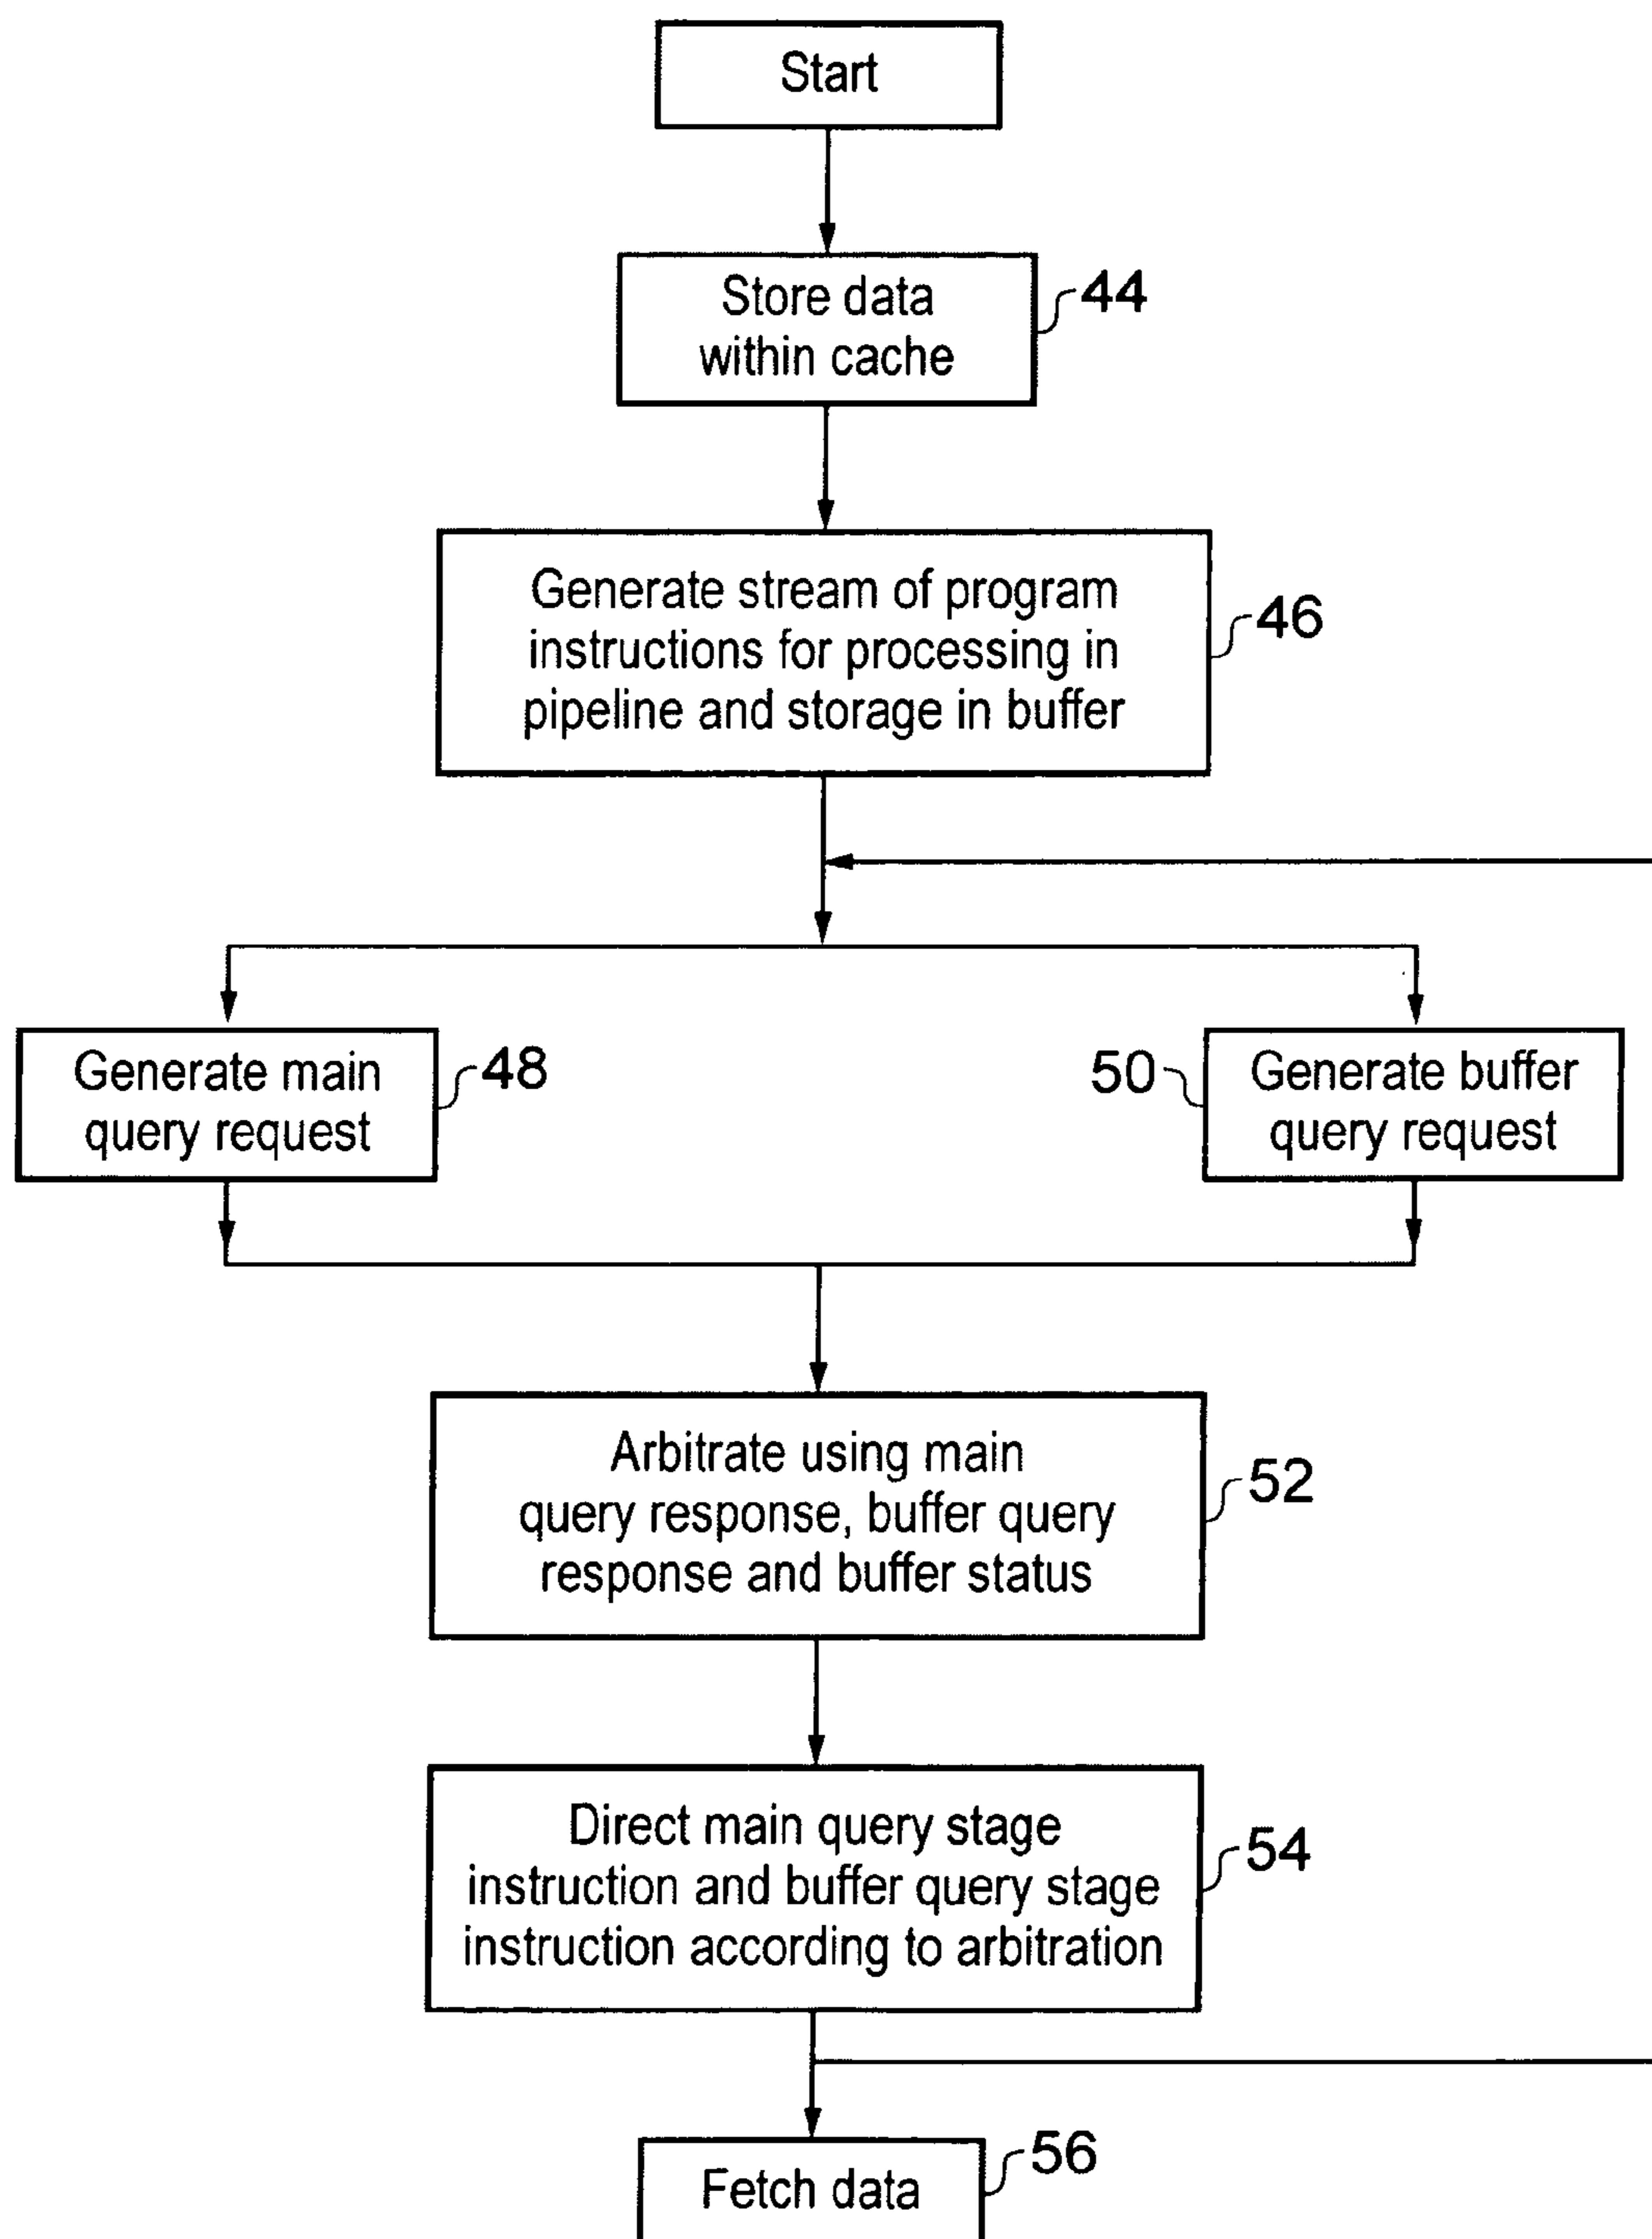 Start
Store data
within cache
44
Generate stream of program
instructions for processing in
pipeline and storage in buffer
46
Generate main
query request
48
50
Generate buffer
query request
Arbitrate using main
query response, buffer query
response and buffer status
52
Direct main query stage
instruction and buffer query stage
instruction according to arbitration
54
Fetch data
56